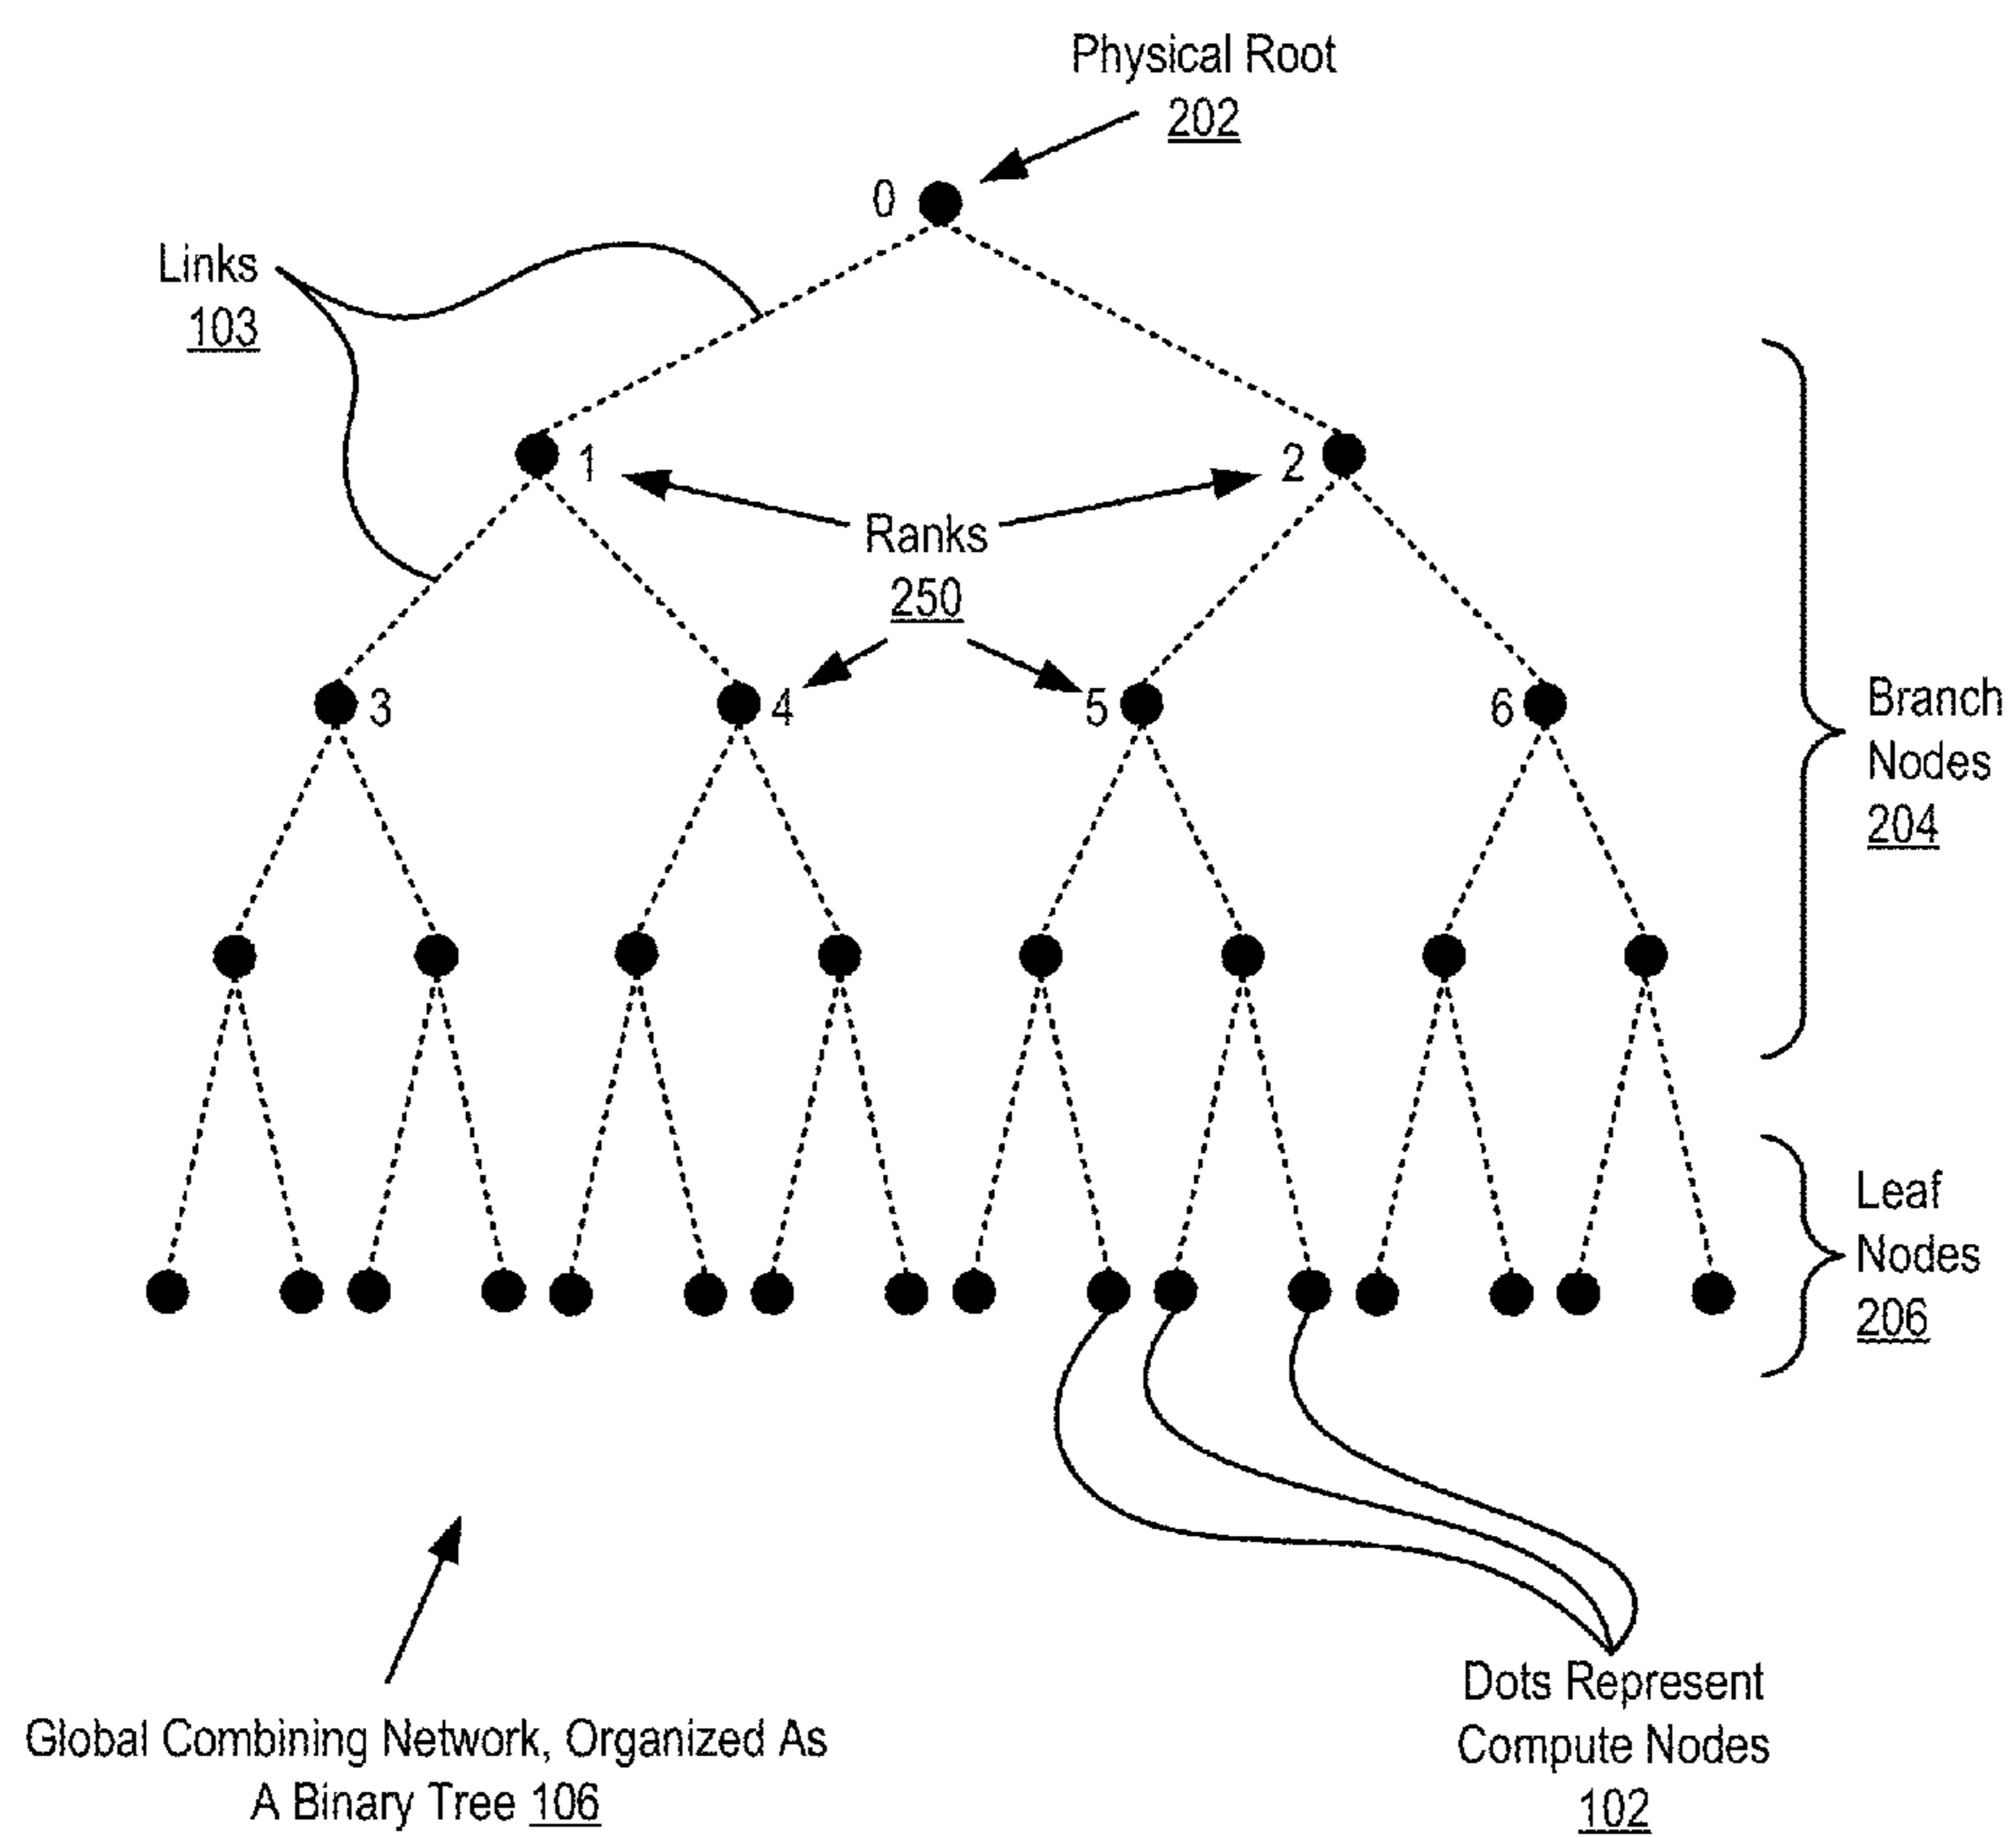 Physical Root
202
0
Links
103
1
2
Ranks
250
3
4
5
6
Branch
Nodes
204
Leaf
Nodes
206
Dots Represent
Compute Nodes
102
Global Combining Network, Organized As
A Binary Tree 106